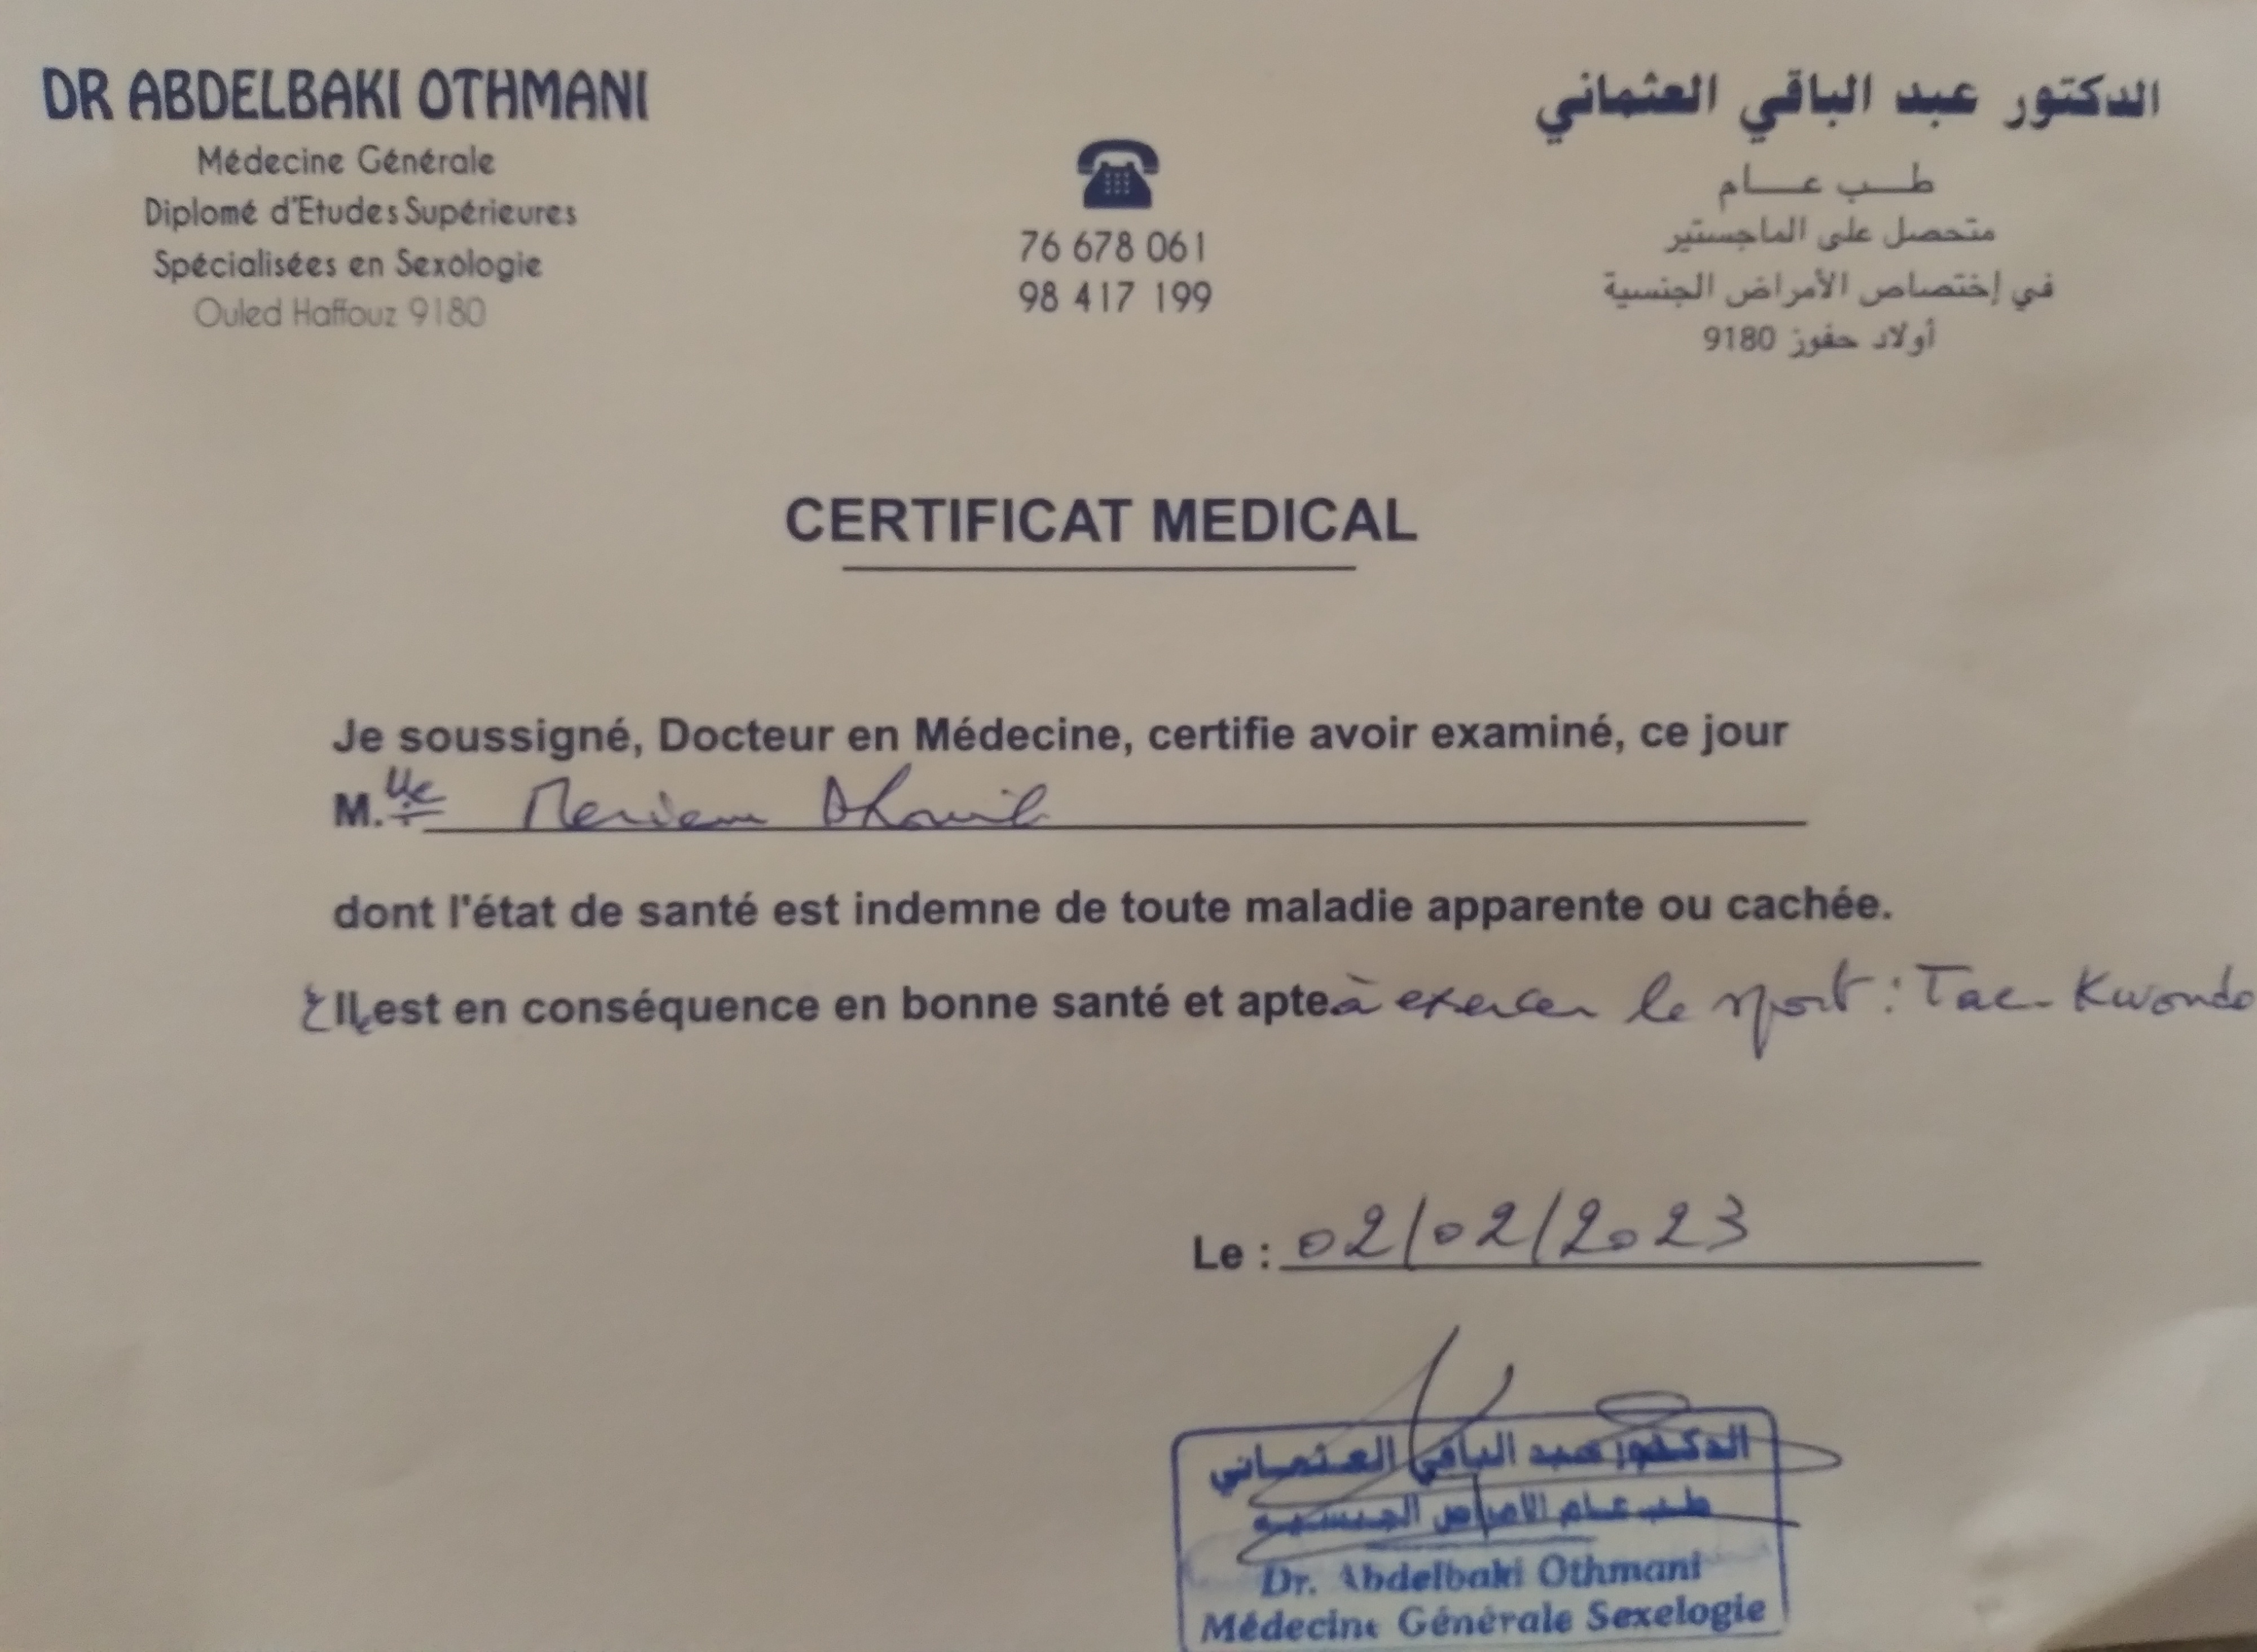 DR ABDELBAKI OTHMANI
Médecine Générale
Diplomé d'Etudes Supérieures
Spécialisées en Sexologie
Ouled Haffouz 9180
76 678 061
98 417 199
الدكتور عبد الباقي العثماني
طب عام
متحصل على الماجستير
في إختصاص الأمراض الجنسية
أولاد حفوز 9180
CERTIFICAT MEDICAL
Je soussigné, Docteur en Médecine, certifie avoir examiné, ce jour
M.lle Meriem
dont l'état de santé est indemne de toute maladie apparente ou cachée.
Elle est en conséquence en bonne santé et apte à exercer le sport : Tae-Kwondo
Le : 02/02/2023
الدكتور عبد الباقي العثماني
طب عام الأمراض الجنسية
Dr. Abdelbaki Othmani
Médecine Générale Sexelogie